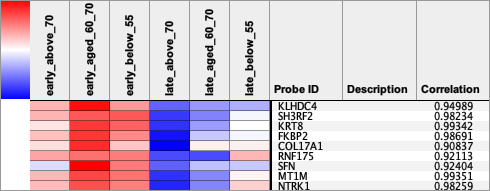 early_above_70
early_aged_60_70
early_below_55
late_above_70
late_aged_60_70
late_below_55
Probe ID Description Correlation
KLHDC4 0.94989
SH3RF2 0.98234
KRT8 0.99342
FKBP2 0.98691
COL17A1 0.90837
RNF175 0.92113
SFN 0.92404
MT1M 0.99351
NTRK1 0.98259